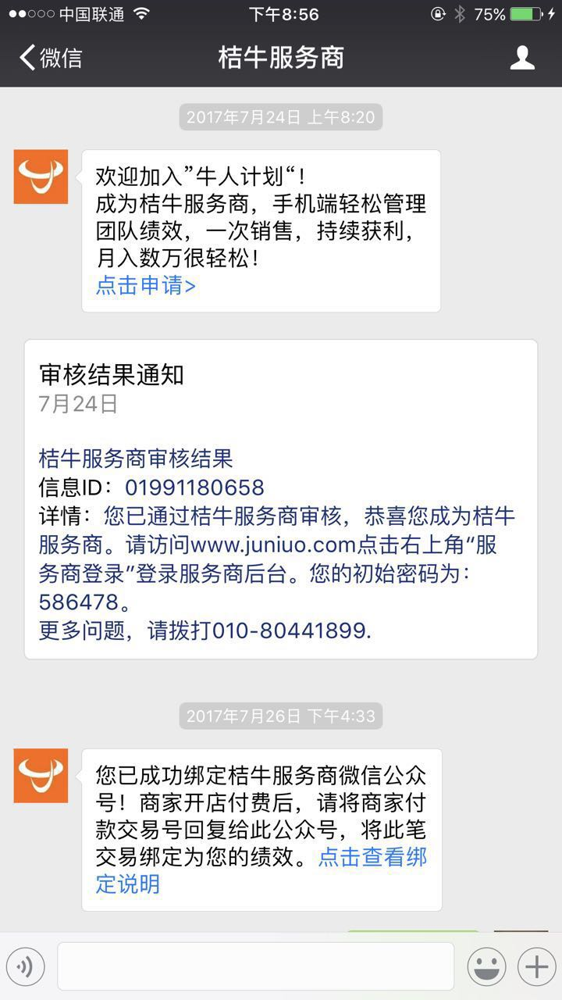 中国联通 下午8:56 75%
微信 桔牛服务商
2017年7月24日 上午8:20
欢迎加入”牛人计划“！
成为桔牛服务商，手机端轻松管理
团队绩效，一次销售，持续获利，
月入数万很轻松！
点击申请>
审核结果通知
7月24日
桔牛服务商审核结果
信息ID：01991180658
详情：您已通过桔牛服务商审核，恭喜您成为桔牛
服务商。请访问www.juniuo.com点击右上角“服
务商登录”登录服务商后台。您的初始密码为：
586478。
更多问题，请拨打010-80441899.
2017年7月26日 下午4:33
您已成功绑定桔牛服务商微信公众
号！商家开店付费后，请将商家付
款交易号回复给此公众号，将此笔
交易绑定为您的绩效。点击查看绑
定说明